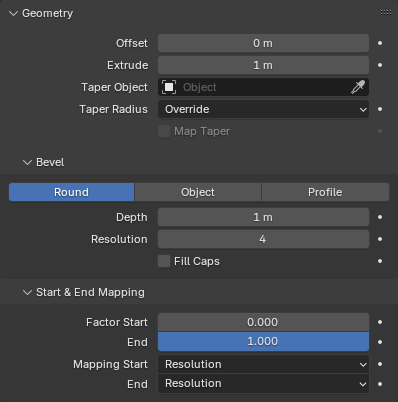 Geometry
Offset 0 m
Extrude 1 m
Taper Object Object
Taper Radius Override
Map Taper
Bevel
Round Object Profile
Depth 1 m
Resolution 4
Fill Caps
Start & End Mapping
Factor Start 0.000
End 1.000
Mapping Start Resolution
End Resolution